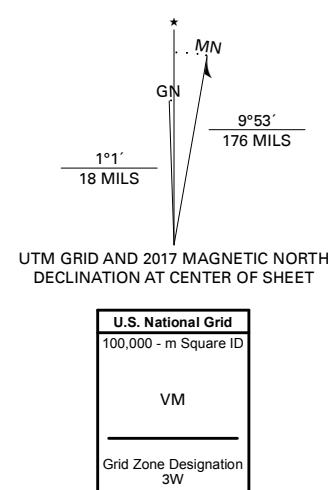 ★
MN
GN
9°53´
176 MILS
1°1´
18 MILS
UTM GRID AND 2017 MAGNETIC NORTH
DECLINATION AT CENTER OF SHEET
U.S. National Grid
100,000 - m Square ID
VM
Grid Zone Designation
3W